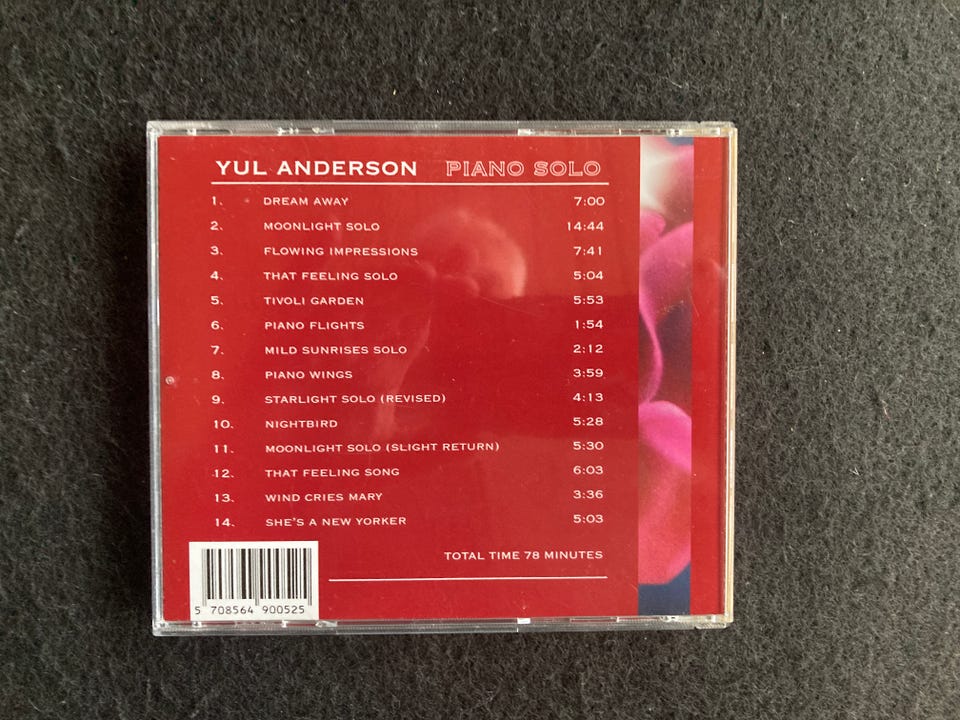 YUL ANDERSON PIANO SOLO
1. DREAM AWAY 7:00
2. MOONLIGHT SOLO 14:44
3. FLOWING IMPRESSIONS 7:41
4. THAT FEELING SOLO 5:04
5. TIVOLI GARDEN 5:53
6. PIANO FLIGHTS 1:54
7. MILD SUNRISES SOLO 2:12
8. PIANO WINGS 3:59
9. STARLIGHT SOLO (REVISED) 4:13
10. NIGHTBIRD 5:28
11. MOONLIGHT SOLO (SLIGHT RETURN) 5:30
12. THAT FEELING SONG 6:03
13. WIND CRIES MARY 3:36
14. SHE'S A NEW YORKER 5:03
TOTAL TIME 78 MINUTES
5 708564 900525